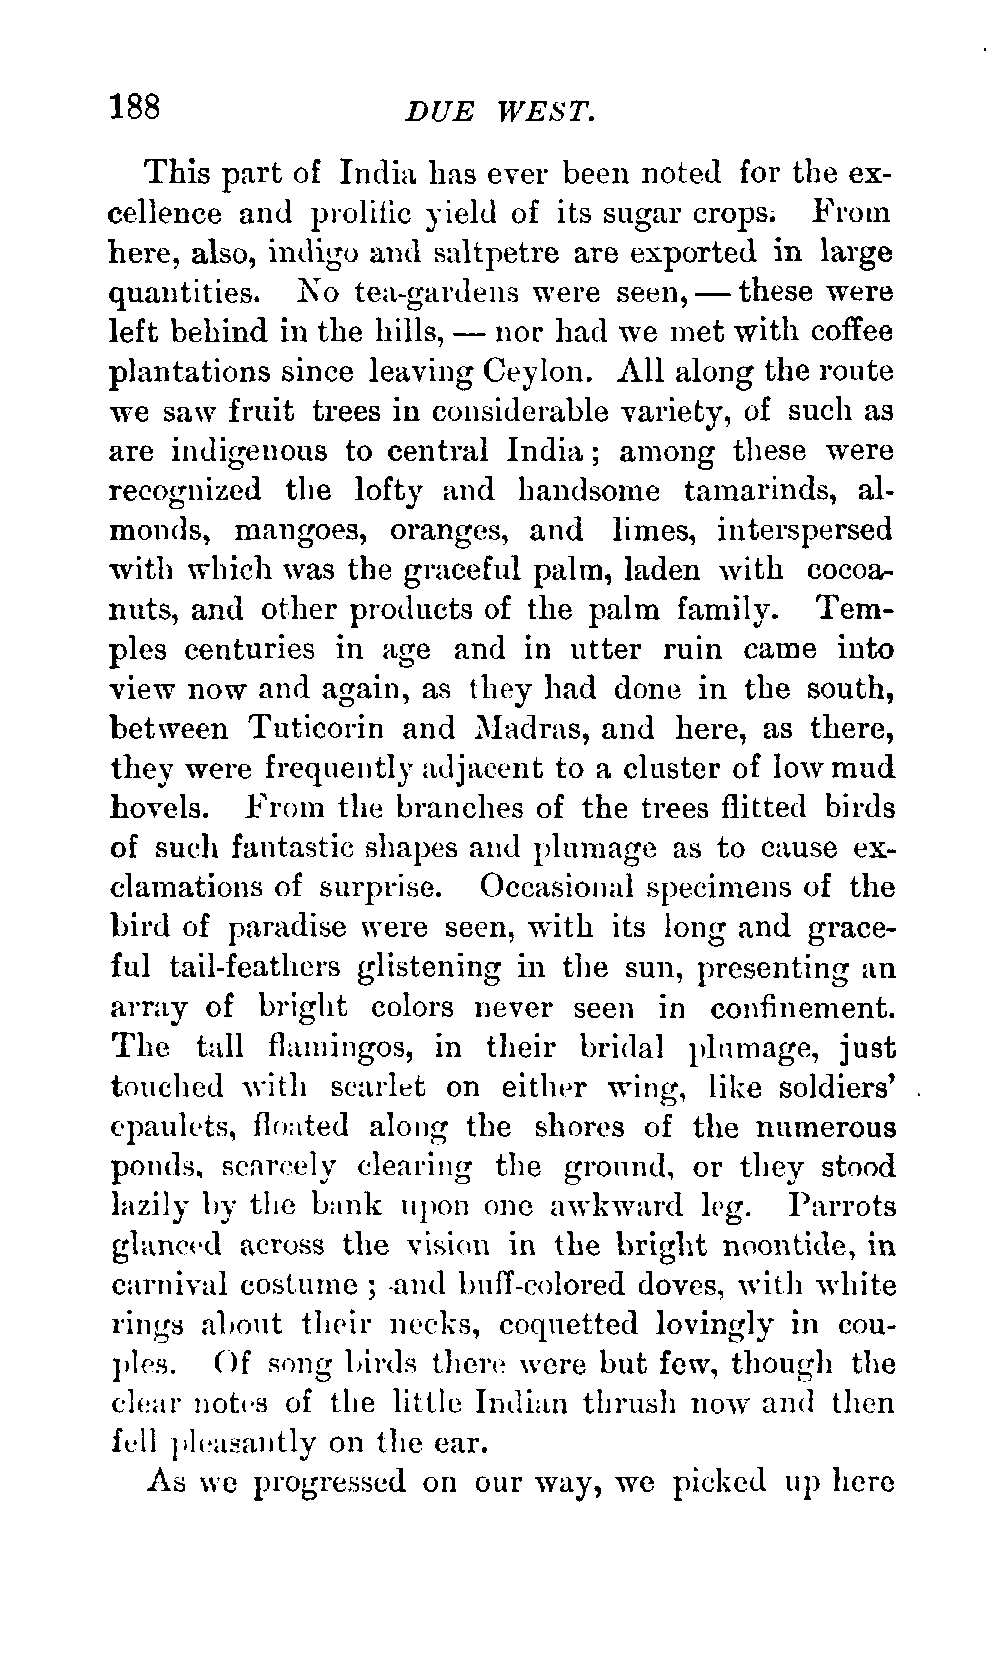 188 DUE WEST.
This part of India has ever been noted for the ex-
cellence and prolific yield of its sugar crops. From
here, also, indigo and saltpetre are exported in large
quantities. No tea-gardens were seen, — these were
left behind in the hills, — nor had we met with coffee
plantations since leaving Ceylon. All along the route
we saw fruit trees in considerable variety, of such as
are indigenous to central India; among these were
recognized the lofty and handsome tamarinds, al-
monds, mangoes, oranges, and limes, interspersed
with which was the graceful palm, laden with cocoa-
nuts, and other products of the palm family. Tem-
ples centuries in age and in utter ruin came into
view now and again, as they had done in the south,
between Tuticorin and Madras, and here, as there,
they were frequently adjacent to a cluster of low mud
hovels. From the branches of the trees flitted birds
of such fantastic shapes and plumage as to cause ex-
clamations of surprise. Occasional specimens of the
bird of paradise were seen, with its long and grace-
ful tail-feathers glistening in the sun, presenting an
array of bright colors never seen in confinement.
The tall flamingos, in their bridal plumage, just
touched with scarlet on either wing, like soldiers'
epaulets, floated along the shores of the numerous
ponds, scarcely clearing the ground, or they stood
lazily by the bank upon one awkward leg. Parrots
glanced across the vision in the bright noontide, in
carnival costume; and buff-colored doves, with white
rings about their necks, coquetted lovingly in cou-
ples. Of song birds there were but few, though the
clear notes of the little Indian thrush now and then
fell pleasantly on the ear.
As we progressed on our way, we picked up here